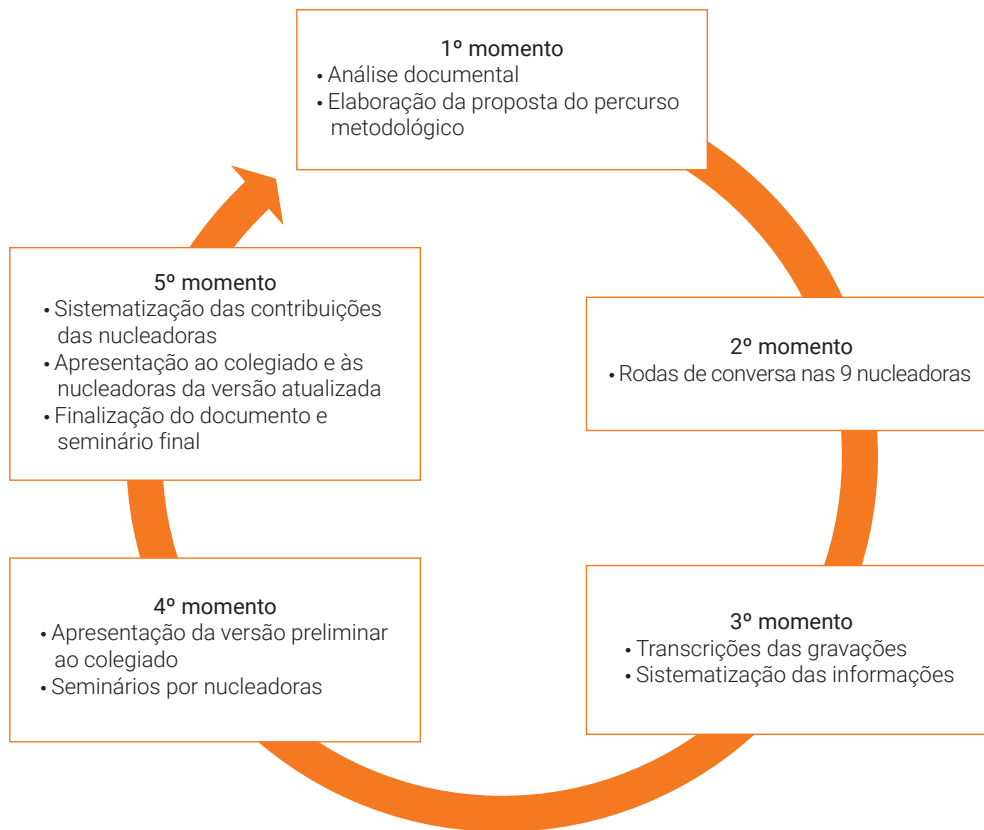 1º momento
• Análise documental
• Elaboração da proposta do percurso
metodológico
2º momento
• Rodas de conversa nas 9 nucleadoras
3º momento
• Transcrições das gravações
• Sistematização das informações
4º momento
• Apresentação da versão preliminar
ao colegiado
• Seminários por nucleadoras
5º momento
• Sistematização das contribuições
das nucleadoras
• Apresentação ao colegiado e às
nucleadoras da versão atualizada
• Finalização do documento e
seminário final